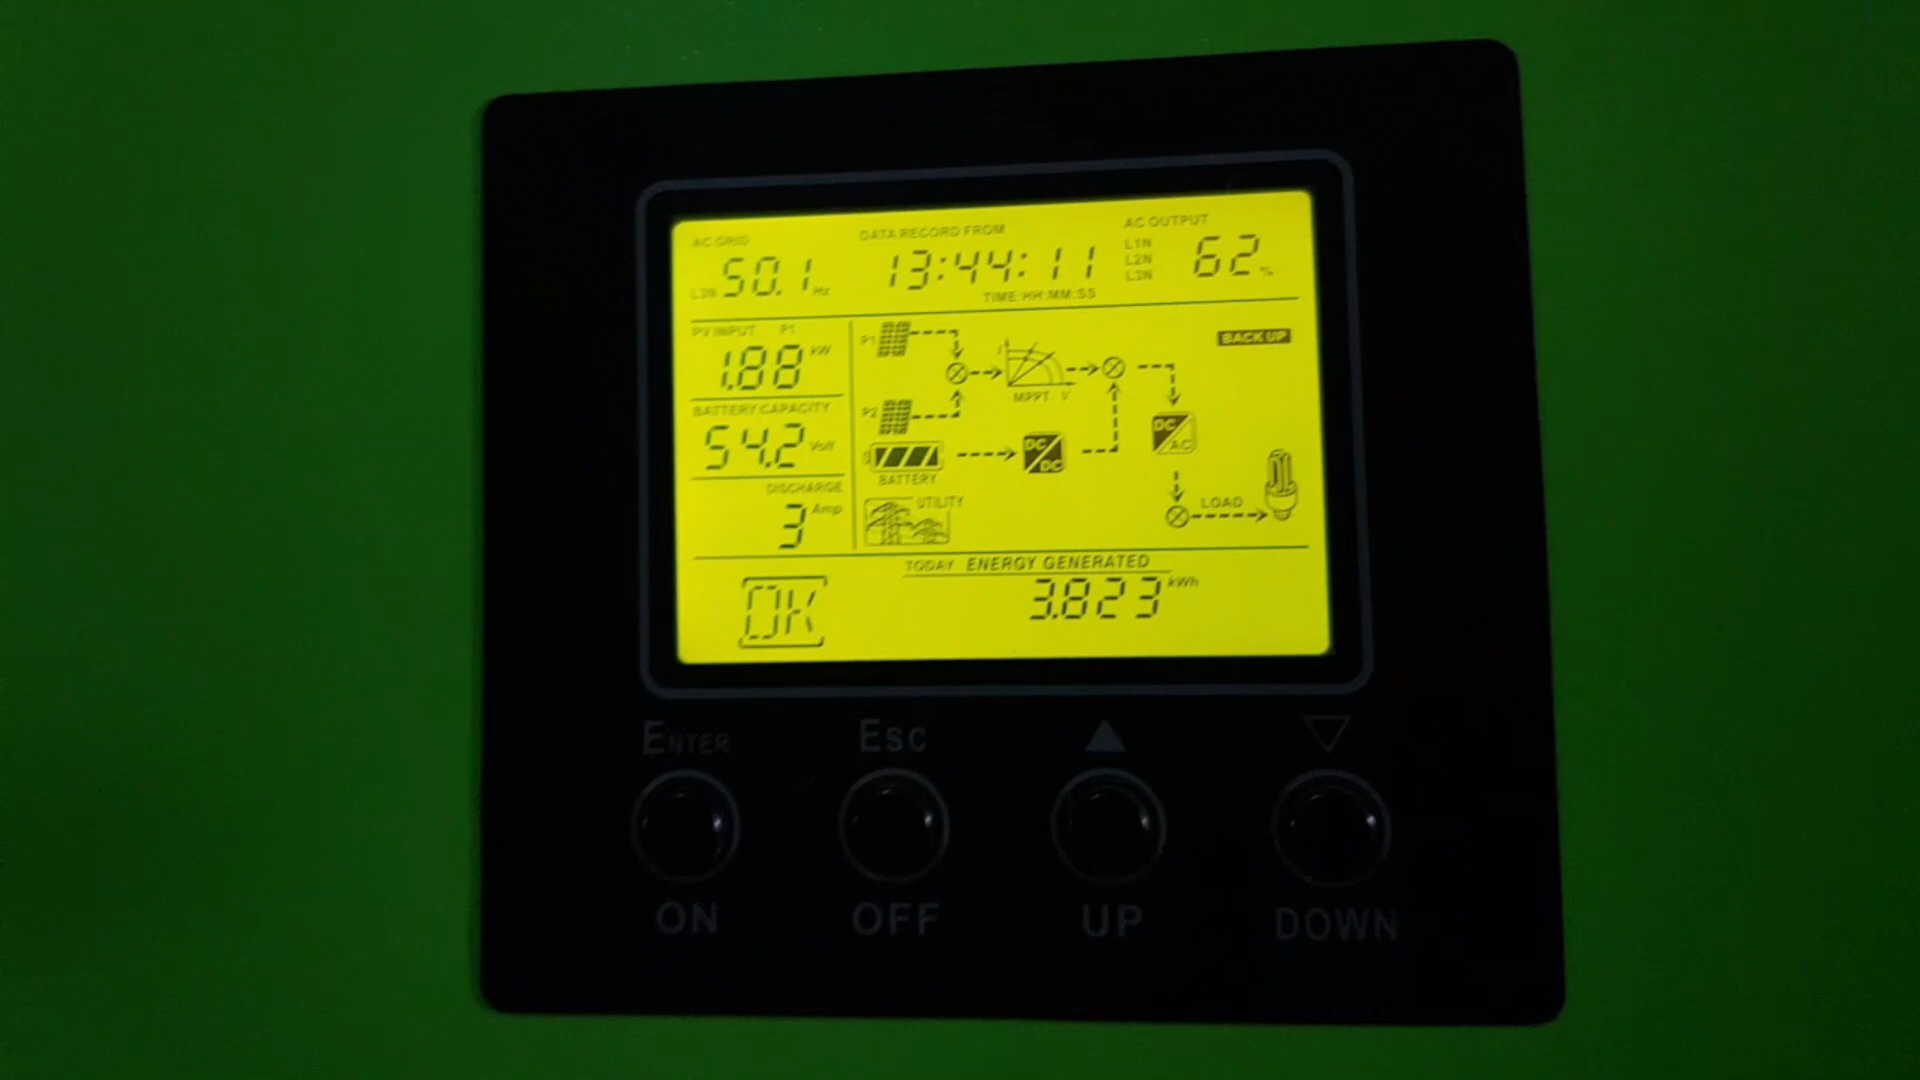 AC GRID DATA RECORD FROM AC OUTPUT
L1N 50.1 Hz 13:44:11 L1N L2N L3N 62 %
TIME:HH:MM:SS
PV INPUT P1
1.88 kW
BACK UP
P1
MPPT V
BATTERY CAPACITY
P2
54.2 Volt
DC AC
DC DC
BATTERY
DISCHARGE
3 Amp
UTILITY
LOAD
TODAY ENERGY GENERATED
OK 3.823 kWh
ENTER ESC
ON OFF UP DOWN